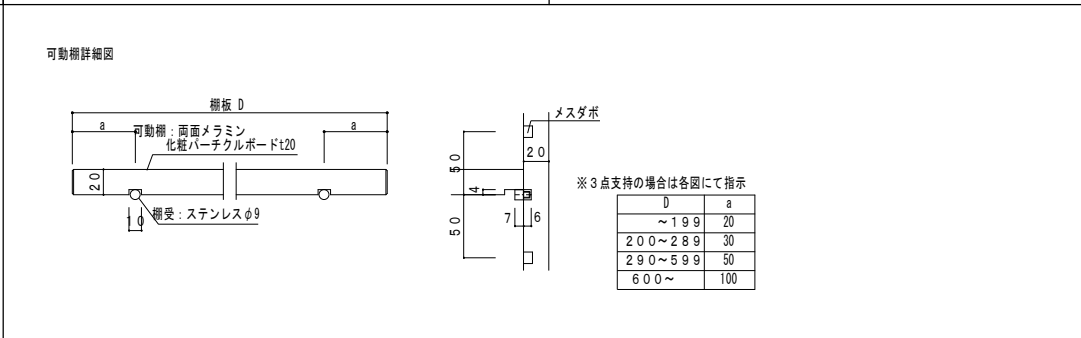 可動棚詳細図
棚板 D
a
a
可動棚：両面メラミン
化粧パーチクルボードt20
20
10
棚受：ステンレスφ9
メスダボ
50
20
4
7
6
50
※３点支持の場合は各図にて指示
D a
～１９９ 20
２００～２８９ 30
２９０～５９９ 50
６００～ 100